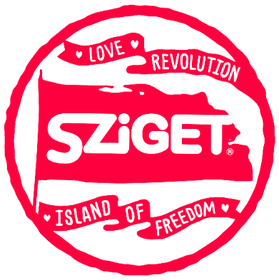 ♥ LOVE ♥ REVOLUTION
SZiGET®
♥ ISLAND OF FREEDOM ♥